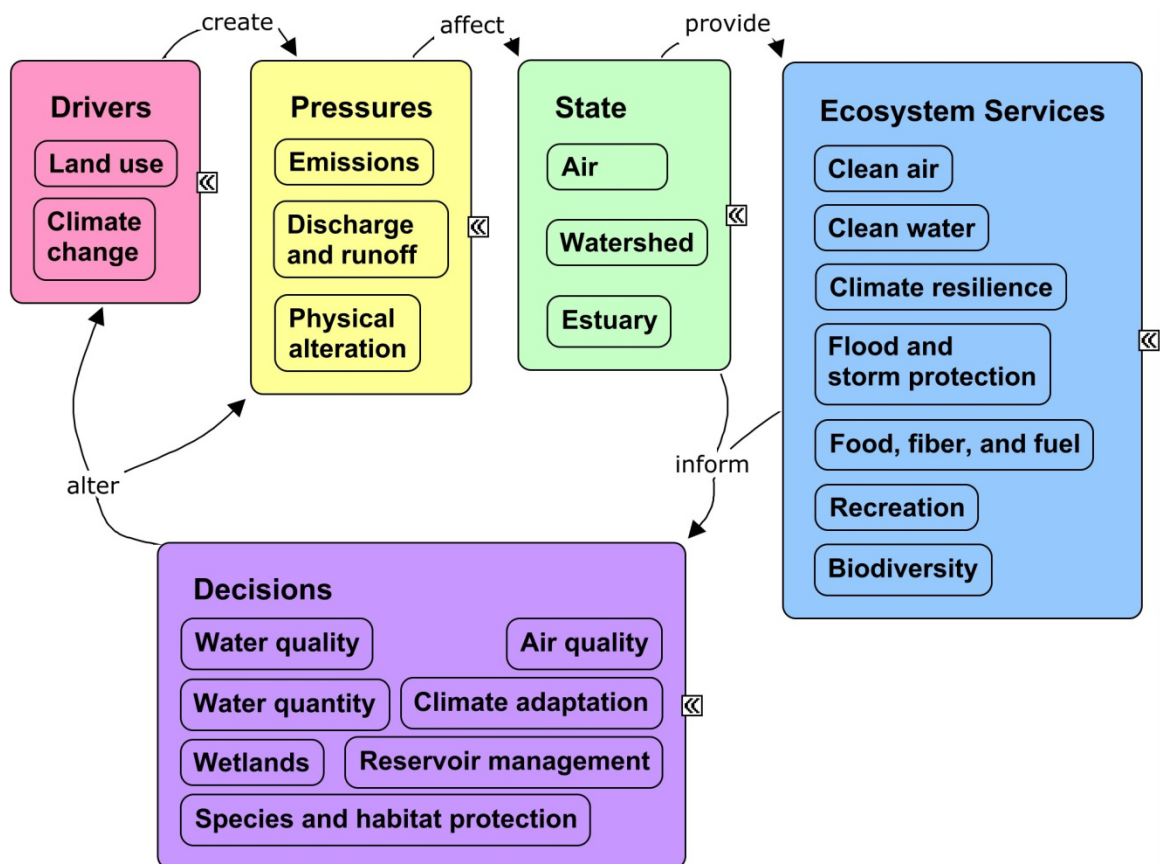 create
affect
provide
Drivers
Land use
Climate
change
Pressures
Emissions
Discharge
and runoff
Physical
alteration
State
Air
Watershed
Estuary
Ecosystem Services
Clean air
Clean water
Climate resilience
Flood and
storm protection
Food, fiber, and fuel
Recreation
Biodiversity
inform
alter
Decisions
Water quality
Air quality
Water quantity
Climate adaptation
Wetlands
Reservoir management
Species and habitat protection